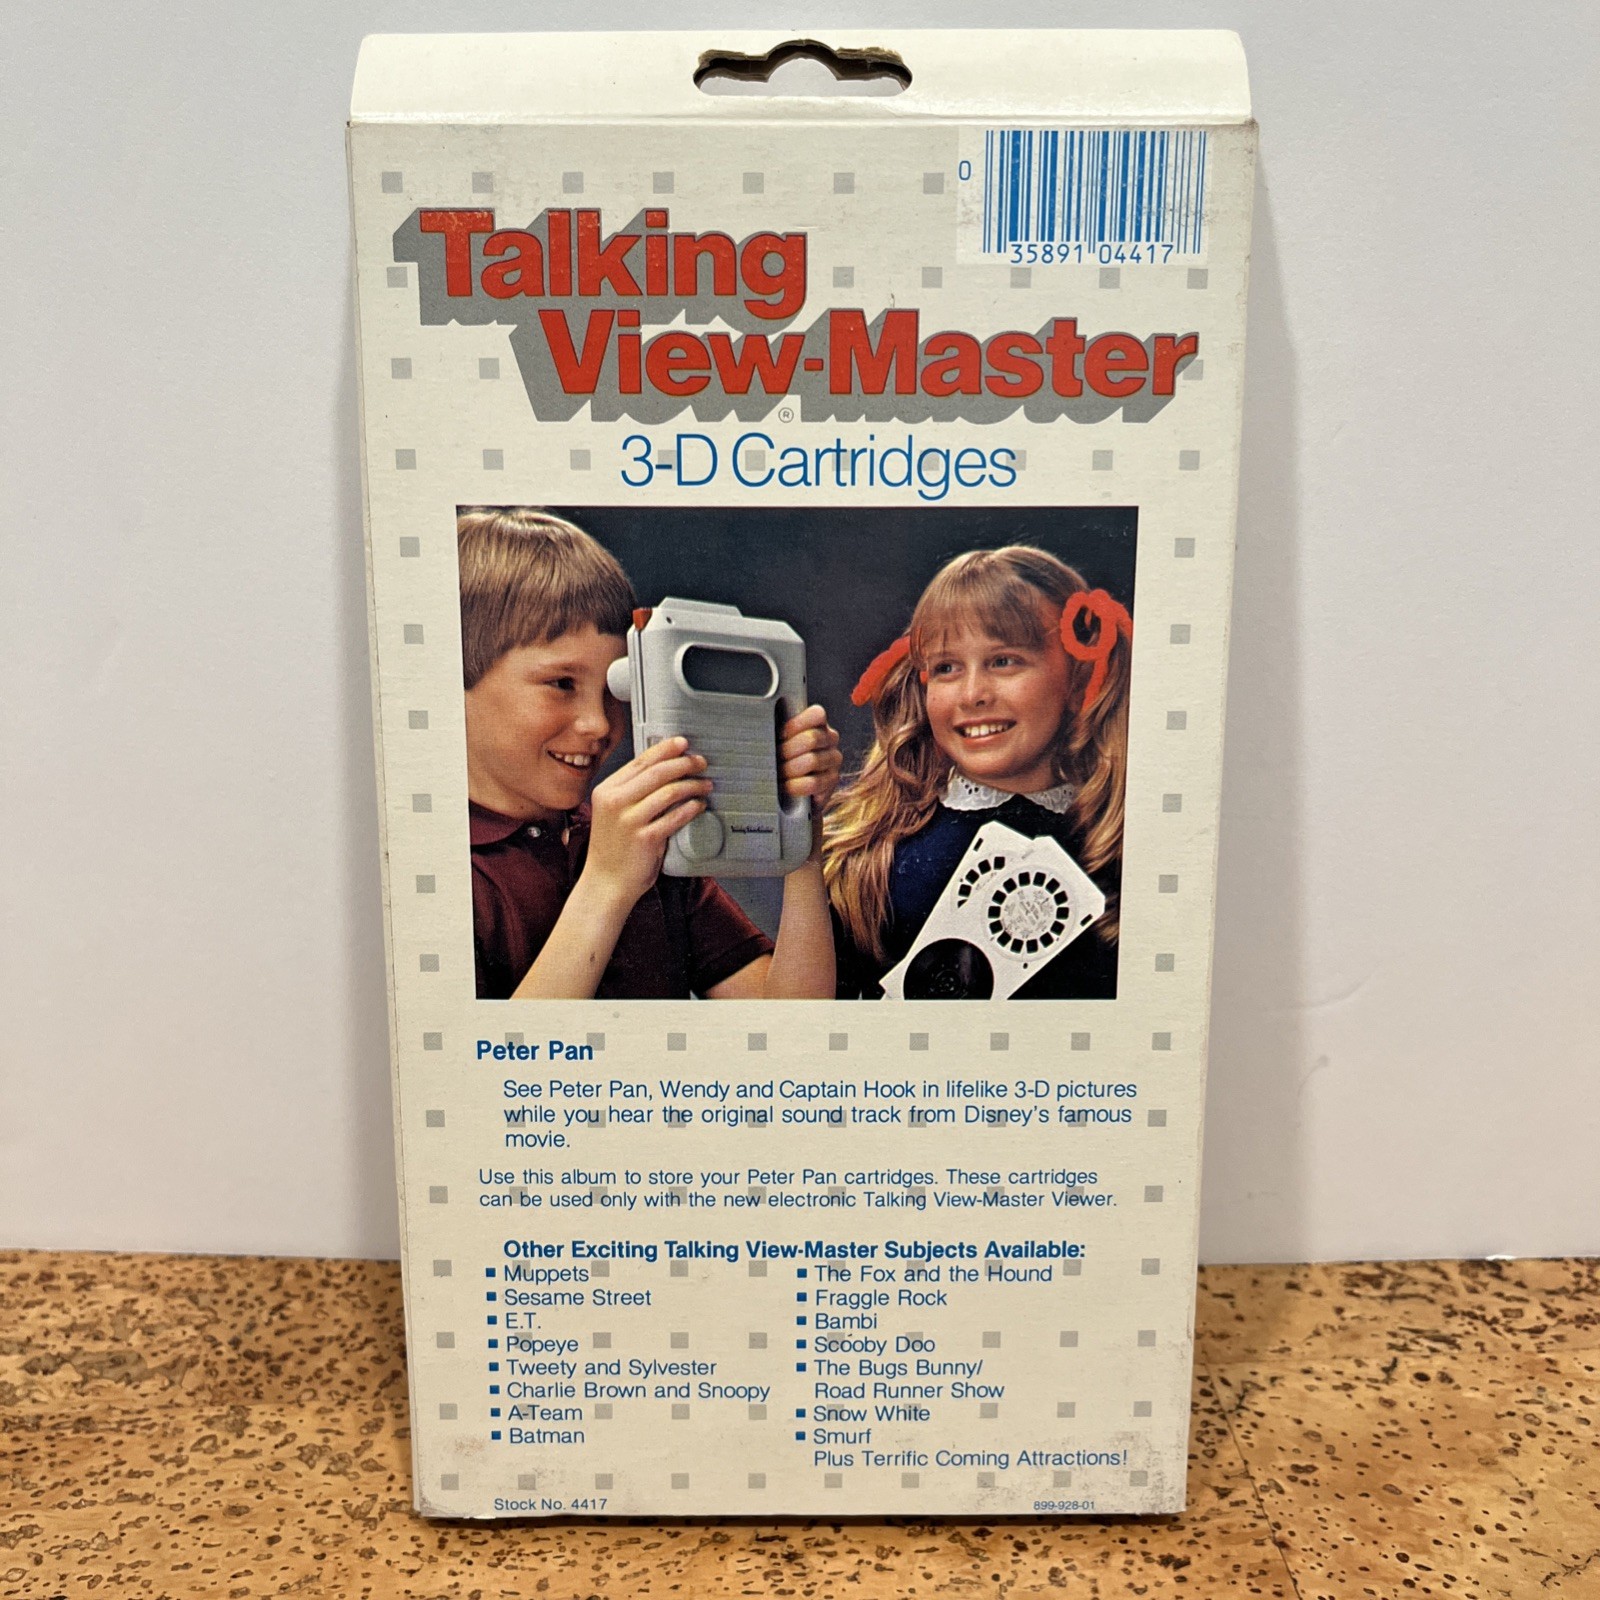 0
35891 04417
Talking
View-Master
®
3-D Cartridges
View-Master
Peter Pan
See Peter Pan, Wendy and Captain Hook in lifelike 3-D pictures
while you hear the original sound track from Disney's famous
movie.
Use this album to store your Peter Pan cartridges. These cartridges
can be used only with the new electronic Talking View-Master Viewer.
Other Exciting Talking View-Master Subjects Available:
▪ Muppets
▪ Sesame Street
▪ E.T.
▪ Popeye
▪ Tweety and Sylvester
▪ Charlie Brown and Snoopy
▪ A-Team
▪ Batman
▪ The Fox and the Hound
▪ Fraggle Rock
▪ Bambi
▪ Scooby Doo
▪ The Bugs Bunny/
Road Runner Show
▪ Snow White
▪ Smurf
Plus Terrific Coming Attractions!
Stock No. 4417
899-928-01